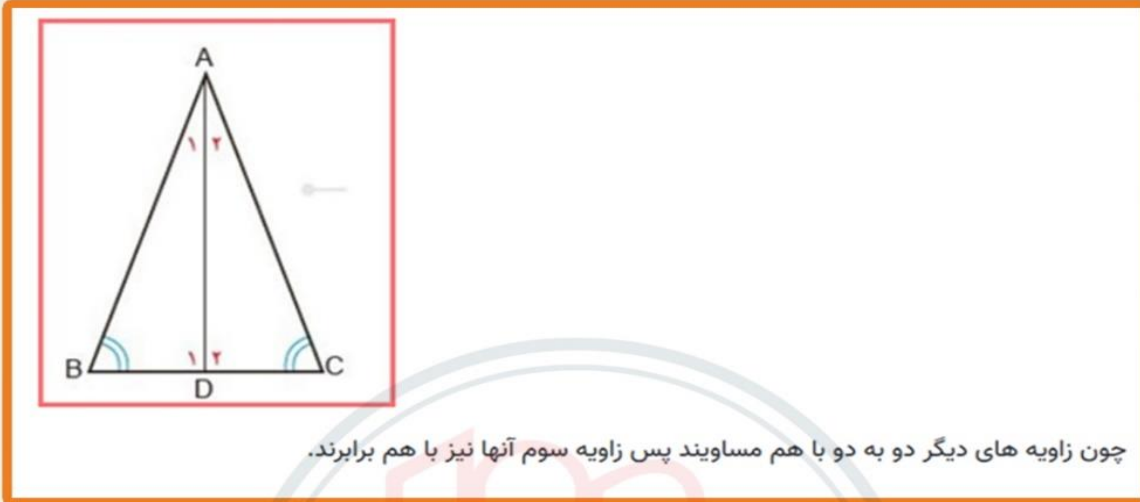 A
۱ ۲
B ۱ ۲ C
D
چون زاویه های دیگر دو به دو با هم مساویند پس زاویه سوم آنها نیز با هم برابرند.